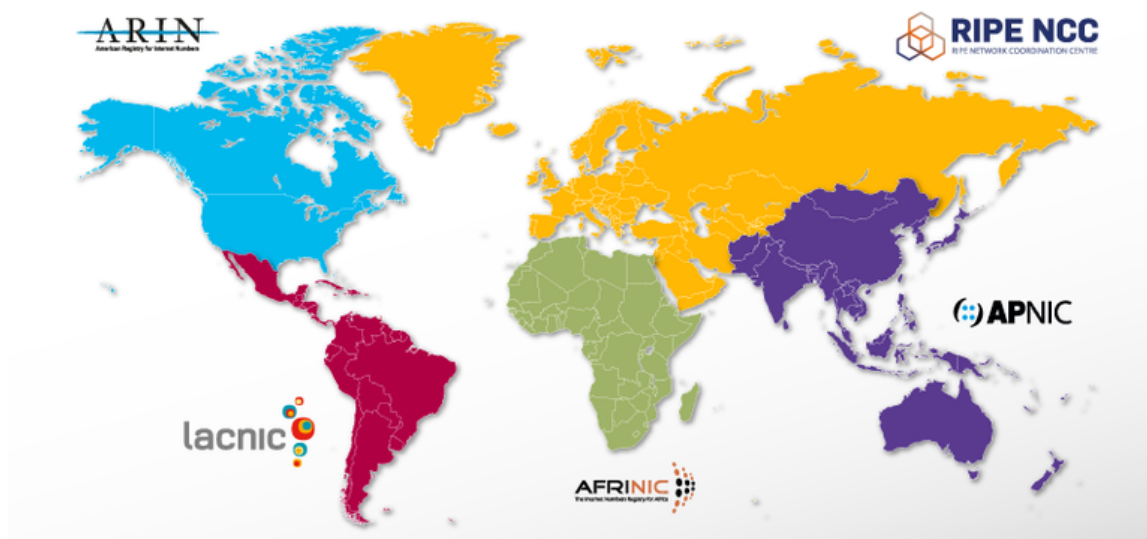 ARIN
American Registry for Internet Numbers
RIPE NCC
RIPE NETWORK COORDINATION CENTRE
APNIC
lacnic
AFRINIC
The Internet Numbers Registry for Africa